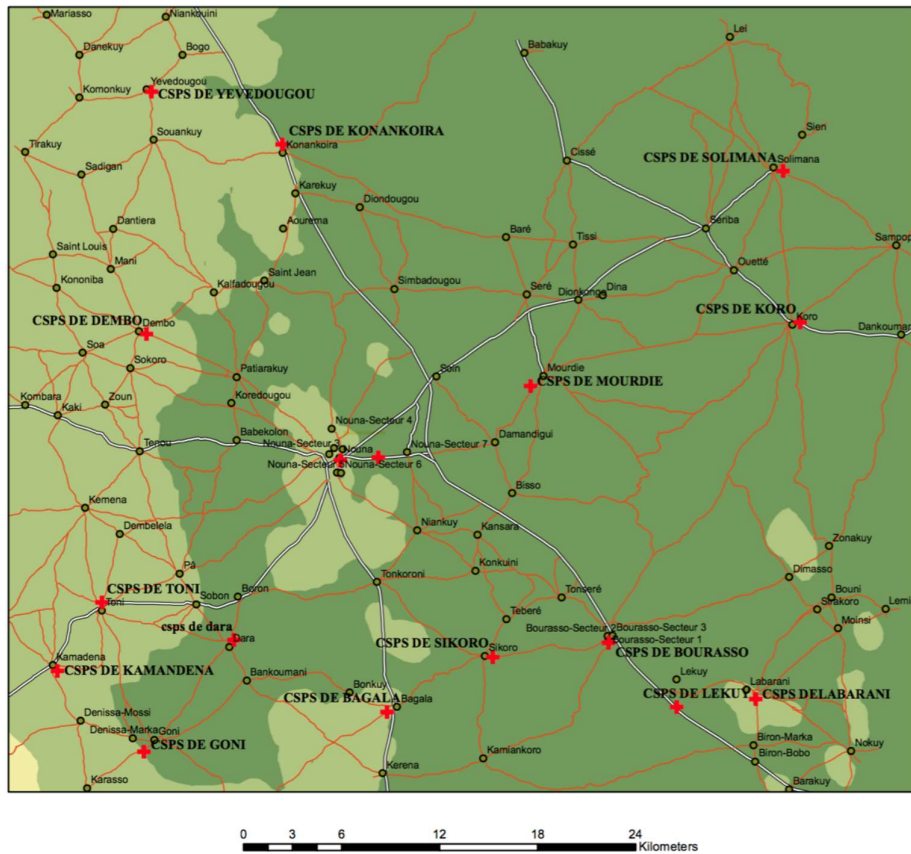 Mariasso
Niankouini
Lei
Danekuy
Bogo
Babakuy
Yevedougou
Komonkuy
CSPS DE YEVEDOUGOU
Souankuy
CSPS DE KONANKOIRA
Sien
Tirakuy
Konankoira
Cissé
CSPS DE SOLIMANA
Solimana
Sadigan
Karekuy
Diondougou
Dantiera
Aourema
Baré
Tissi
Seriba
Sampop
Saint Louis
Mani
Ouetté
Kononiba
Kalfadougou
Saint Jean
Simbadougou
Seré
Dionkongo
Dina
CSPS DE DEMBO
Dembo
CSPS DE KORO
Koro
Dankouman
Soa
Sokoro
Patiarakuy
Soin
Mourdie
CSPS DE MOURDIE
Kombara
Kaki
Zoun
Koredougou
Nouna-Secteur 4
Tenou
Babekolon
Nouna-Secteur 3
Nouna
Nouna-Secteur 7
Damandigui
Nouna-Secteur 6
Bisso
Kemena
Dembelela
Niankuy
Kansara
Zonakuy
Pâ
Konkuini
Dimasso
CSPS DE TONI
Toni
Sobon
Boron
Tonkoroni
Tonseré
Bouni
Sirakoro
Lemi
csps de dara
Dara
Teberé
Bourasso-Secteur 2
Bourasso-Secteur 3
Moinsi
CSPS DE SIKORO
Sikoro
Bourasso-Secteur 1
CSPS DE BOURASSO
Kamadena
CSPS DE KAMANDENA
Bankoumani
Lekuy
Labarani
Bonkuy
CSPS DE BAGALA
Bagala
CSPS DE LEKUY
CSPS DELABARANI
Denissa-Mossi
Denissa-Marka
Goni
CSPS DE GONI
Biron-Marka
Nokuy
Kamiankoro
Biron-Bobo
Karasso
Kerena
Barakuy
0 3 6 12 18 24
Kilometers